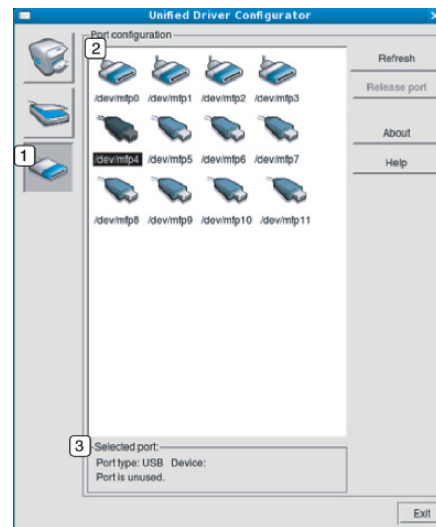 Unified Driver Configurator
Port configuration
2
Refresh
/dev/mfp0 /dev/mfp1 /dev/mfp2 /dev/mfp3
Release port
About
1
/dev/mfp4 /dev/mfp5 /dev/mfp6 /dev/mfp7
Help
/dev/mfp8 /dev/mfp9 /dev/mfp10 /dev/mfp11
3
Selected port:
Port type: USB Device:
Port is unused.
Exit